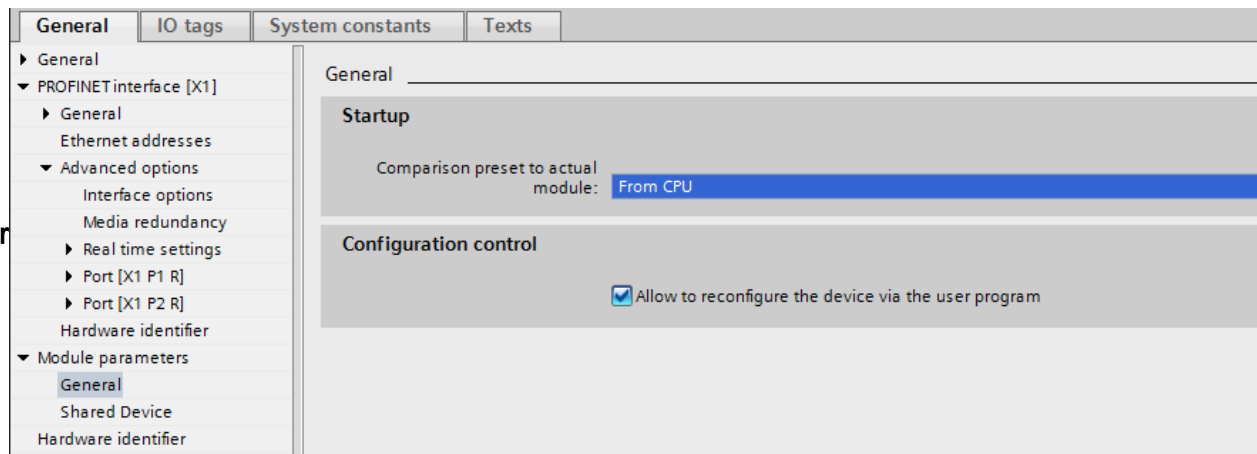 General IO tags System constants Texts
General
PROFINET interface [X1]
General
Ethernet addresses
Advanced options
Interface options
Media redundancy
Real time settings
Port [X1 P1 R]
Port [X1 P2 R]
Hardware identifier
Module parameters
General
Shared Device
Hardware identifier
General
Startup
Comparison preset to actual
module: From CPU
Configuration control
Allow to reconfigure the device via the user program